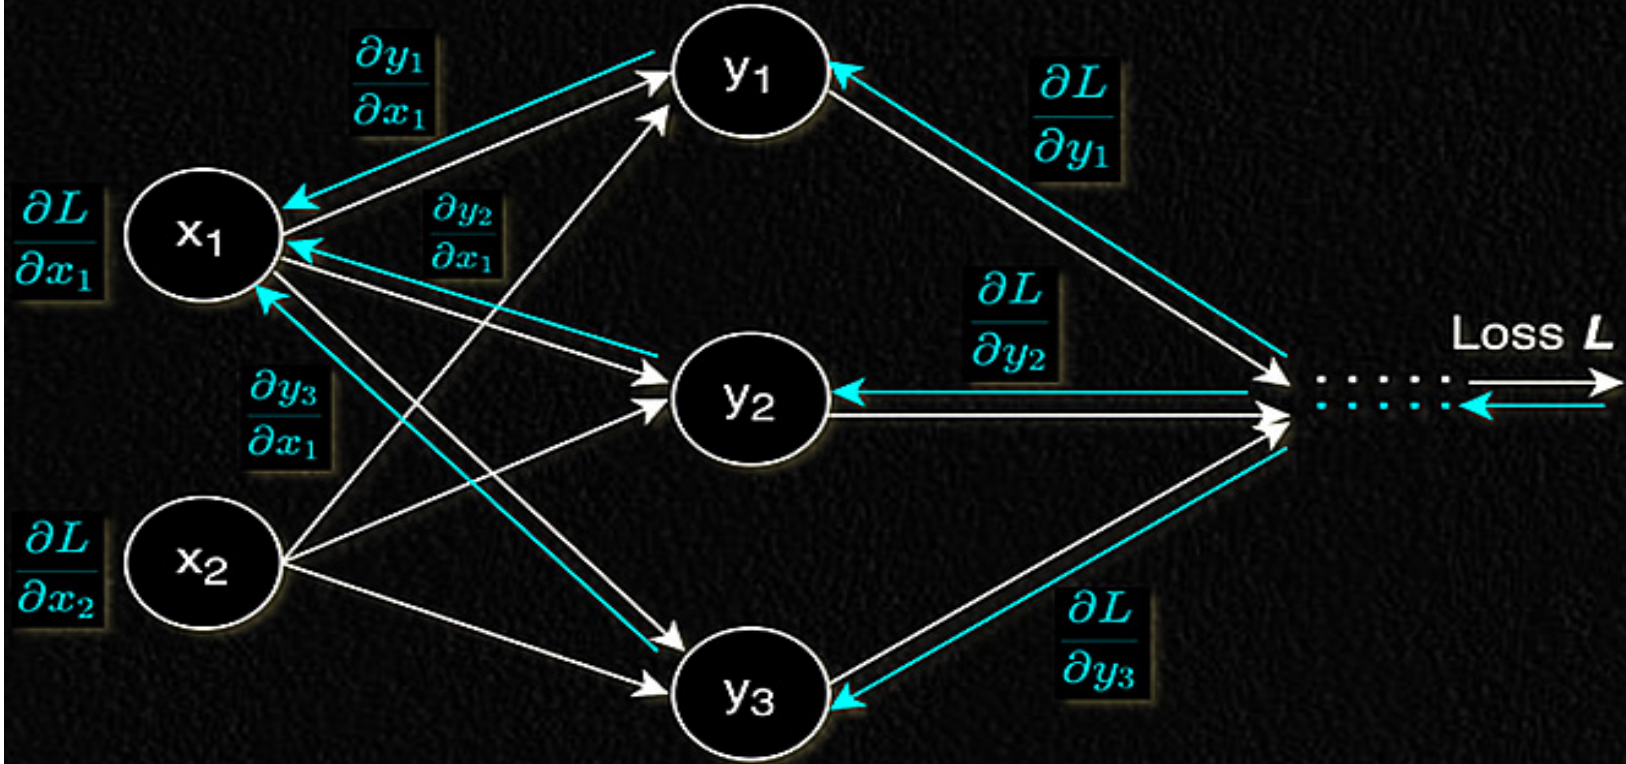 ∂y₁/∂x₁
y₁
∂L/∂y₁
∂L/∂x₁
x₁
∂y₂/∂x₁
∂L/∂y₂
Loss L
∂y₃/∂x₁
y₂
∂L/∂x₂
x₂
∂L/∂y₃
y₃